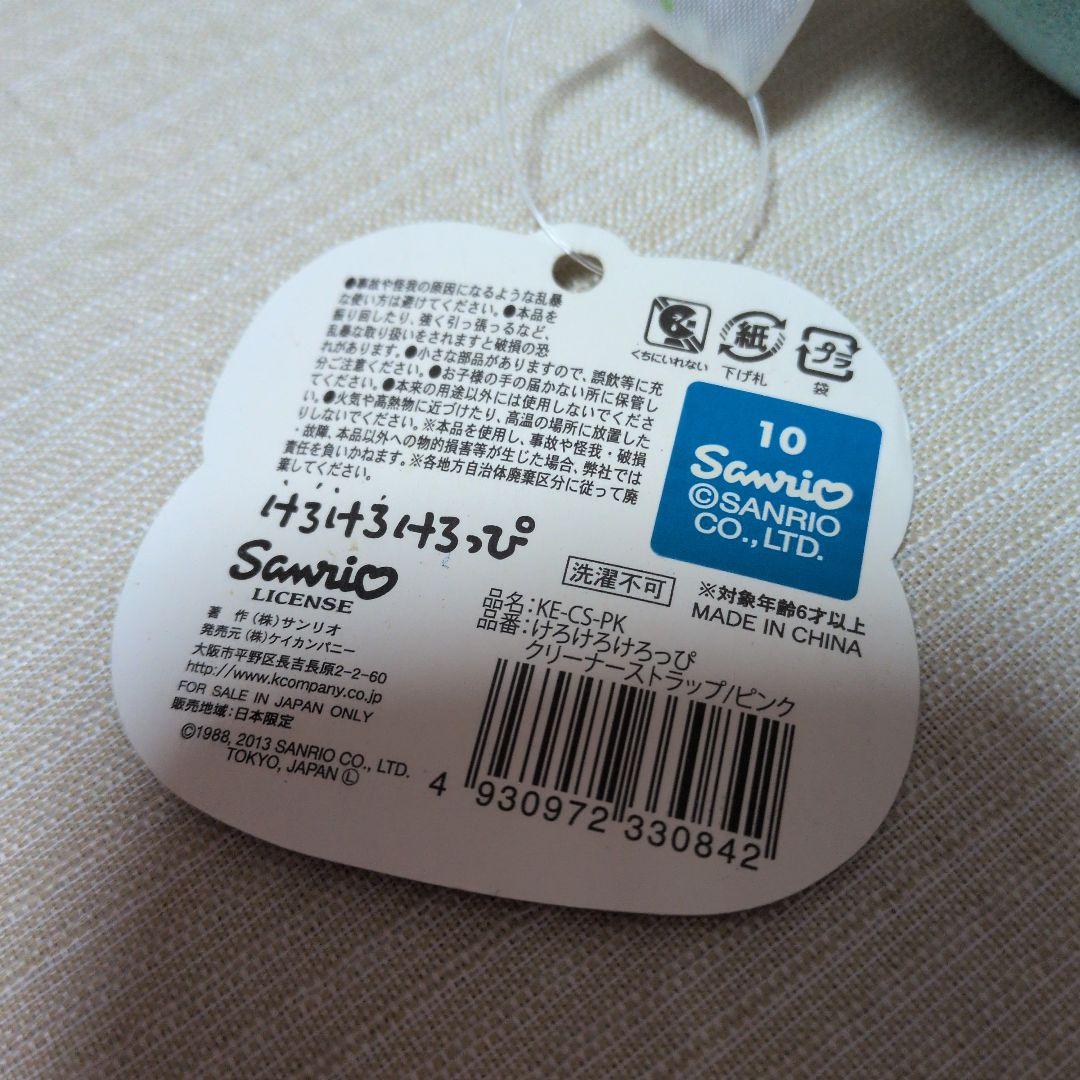 ●事故や怪我の原因になるような乱暴
な使い方は避けてください。●本品を
振り回したり、強く引っ張っるなど、
乱暴な取り扱いをされますと破損の恐
れがあります。●小さな部品がありますので、誤飲等に充
分ご注意ください。●お子様の手の届かない所に保管し
てください。●本来の用途以外には使用しないでくださ
い。●火気や高熱物に近づけたり、高温の場所に放置した
りしないでください。※本品を使用し、事故や怪我・破損
・故障、本品以外への物的損害等が生じた場合、弊社では
責任を負いかねます。※各地方自治体廃棄区分に従って廃
棄してください。
くちにいれない
紙
下げ札
プラ
袋
10
Sanrio
©SANRIO
CO.,LTD.
けろけろけろっぴ
Sanrio
LICENSE
著 作 (株)サンリオ
発売元 (株)ケイカンパニー
大阪市平野区長吉長原2-2-60
http://www.kcompany.co.jp
FOR SALE IN JAPAN ONLY
販売地域:日本限定
©1988, 2013 SANRIO CO., LTD.
TOKYO, JAPAN Ⓛ
洗濯不可
※対象年齢6才以上
MADE IN CHINA
品名:KE-CS-PK
品番:けろけろけろっぴ
クリーナーストラップ/ピンク
4 930972 330842